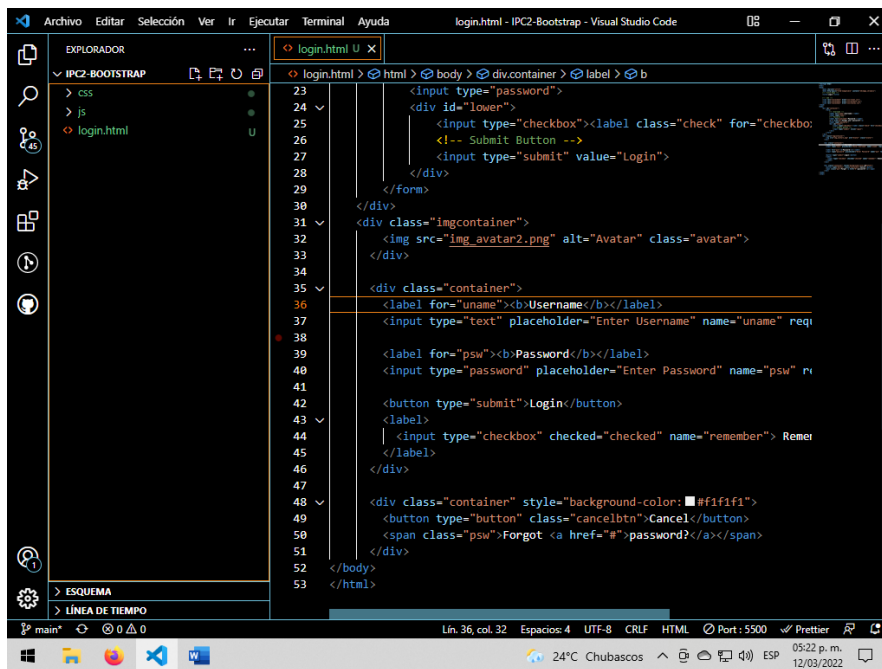 Archivo Editar Selección Ver Ir Ejecutar Terminal Ayuda login.html - IPC2-Bootstrap - Visual Studio Code
EXPLORADOR ···
login.html U
IPC2-BOOTSTRAP
login.html > html > body > div.container > label > b
css
js
login.html U
23 <input type="password">
24 <div id="lower">
25 <input type="checkbox"><label class="check" for="checkbo
26 <!-- Submit Button -->
27 <input type="submit" value="Login">
28 </div>
29 </form>
30 </div>
31 <div class="imgcontainer">
32 <img src="img_avatar2.png" alt="Avatar" class="avatar">
33 </div>
34
35 <div class="container">
36 <label for="uname"><b>Username</b></label>
37 <input type="text" placeholder="Enter Username" name="uname" requ
38
39 <label for="psw"><b>Password</b></label>
40 <input type="password" placeholder="Enter Password" name="psw" r
41
42 <button type="submit">Login</button>
43 <label>
44 <input type="checkbox" checked="checked" name="remember"> Remem
45 </label>
46 </div>
47
48 <div class="container" style="background-color: #f1f1f1">
49 <button type="button" class="cancelbtn">Cancel</button>
50 <span class="psw">Forgot <a href="#">password?</a></span>
51 </div>
52 </body>
53 </html>
45
1
ESQUEMA
LÍNEA DE TIEMPO
main* 0 0 Lín. 36, col. 32 Espacios: 4 UTF-8 CRLF HTML Port : 5500 Prettier
24°C Chubascos ESP 05:22 p. m.
12/03/2022